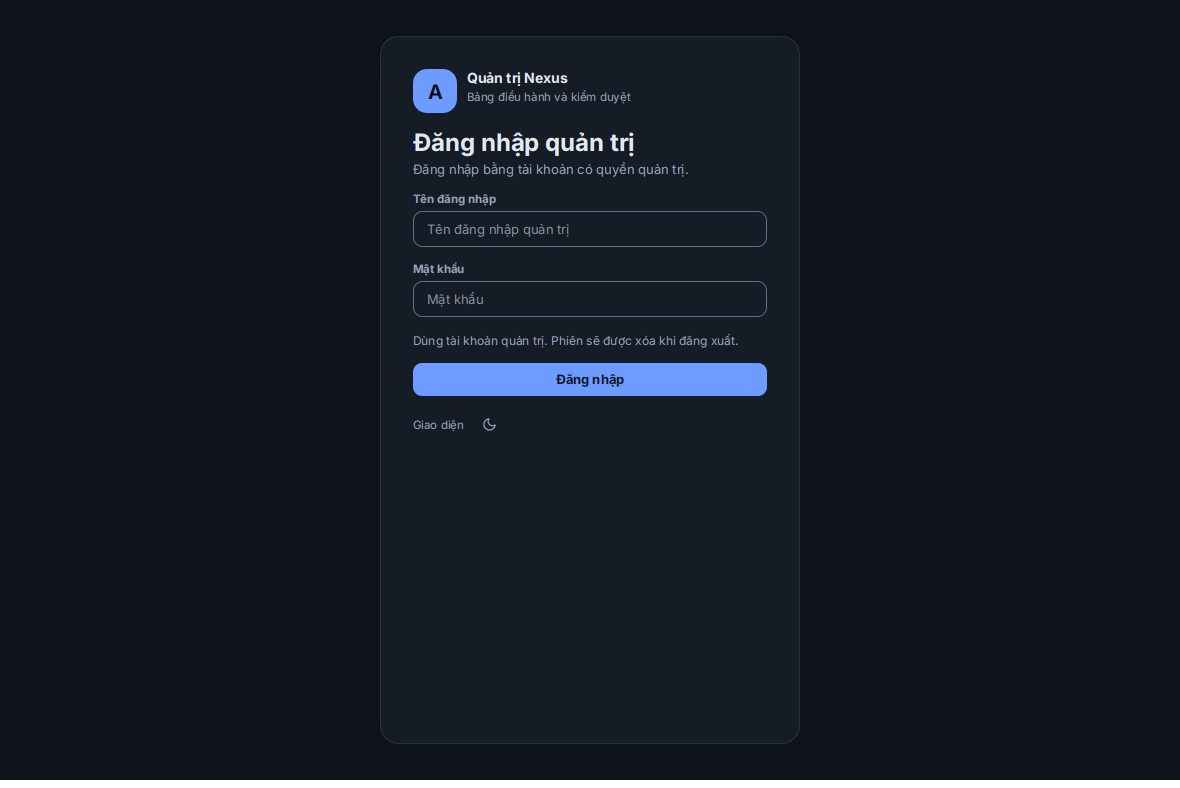 A
Quản trị Nexus
Bảng điều hành và kiểm duyệt
Đăng nhập quản trị
Đăng nhập bằng tài khoản có quyền quản trị.
Tên đăng nhập
Tên đăng nhập quản trị
Mật khẩu
Mật khẩu
Dùng tài khoản quản trị. Phiên sẽ được xóa khi đăng xuất.
Đăng nhập
Giao diện